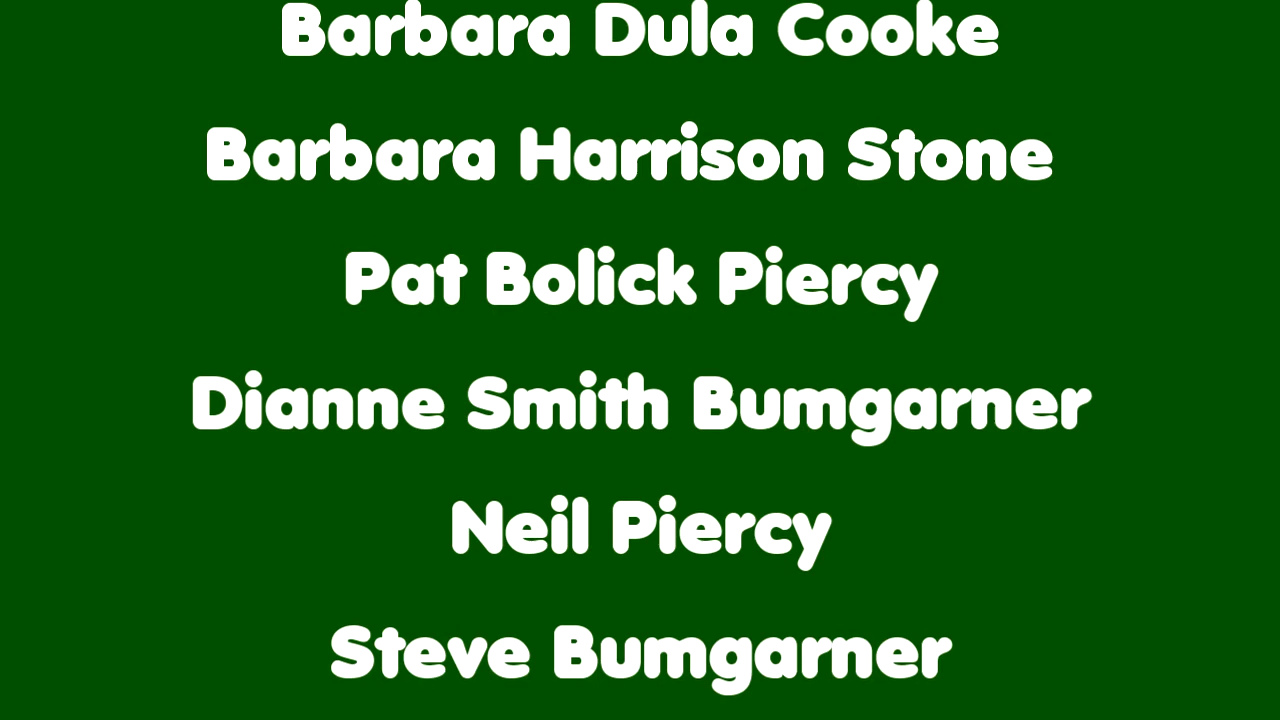 Barbara Dula Cooke
Barbara Harrison Stone
Pat Bolick Piercy
Dianne Smith Bumgarner
Neil Piercy
Steve Bumgarner